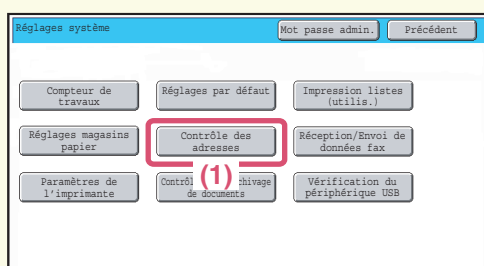 Réglages système
Mot passe admin.
Précédent
Compteur de
travaux
Réglages par défaut
Impression listes
(utilis.)
Réglages magasins
papier
Contrôle des
adresses
Réception/Envoi de
données fax
Paramètres de
l'imprimante
(1)
de documents
Vérification du
périphérique USB